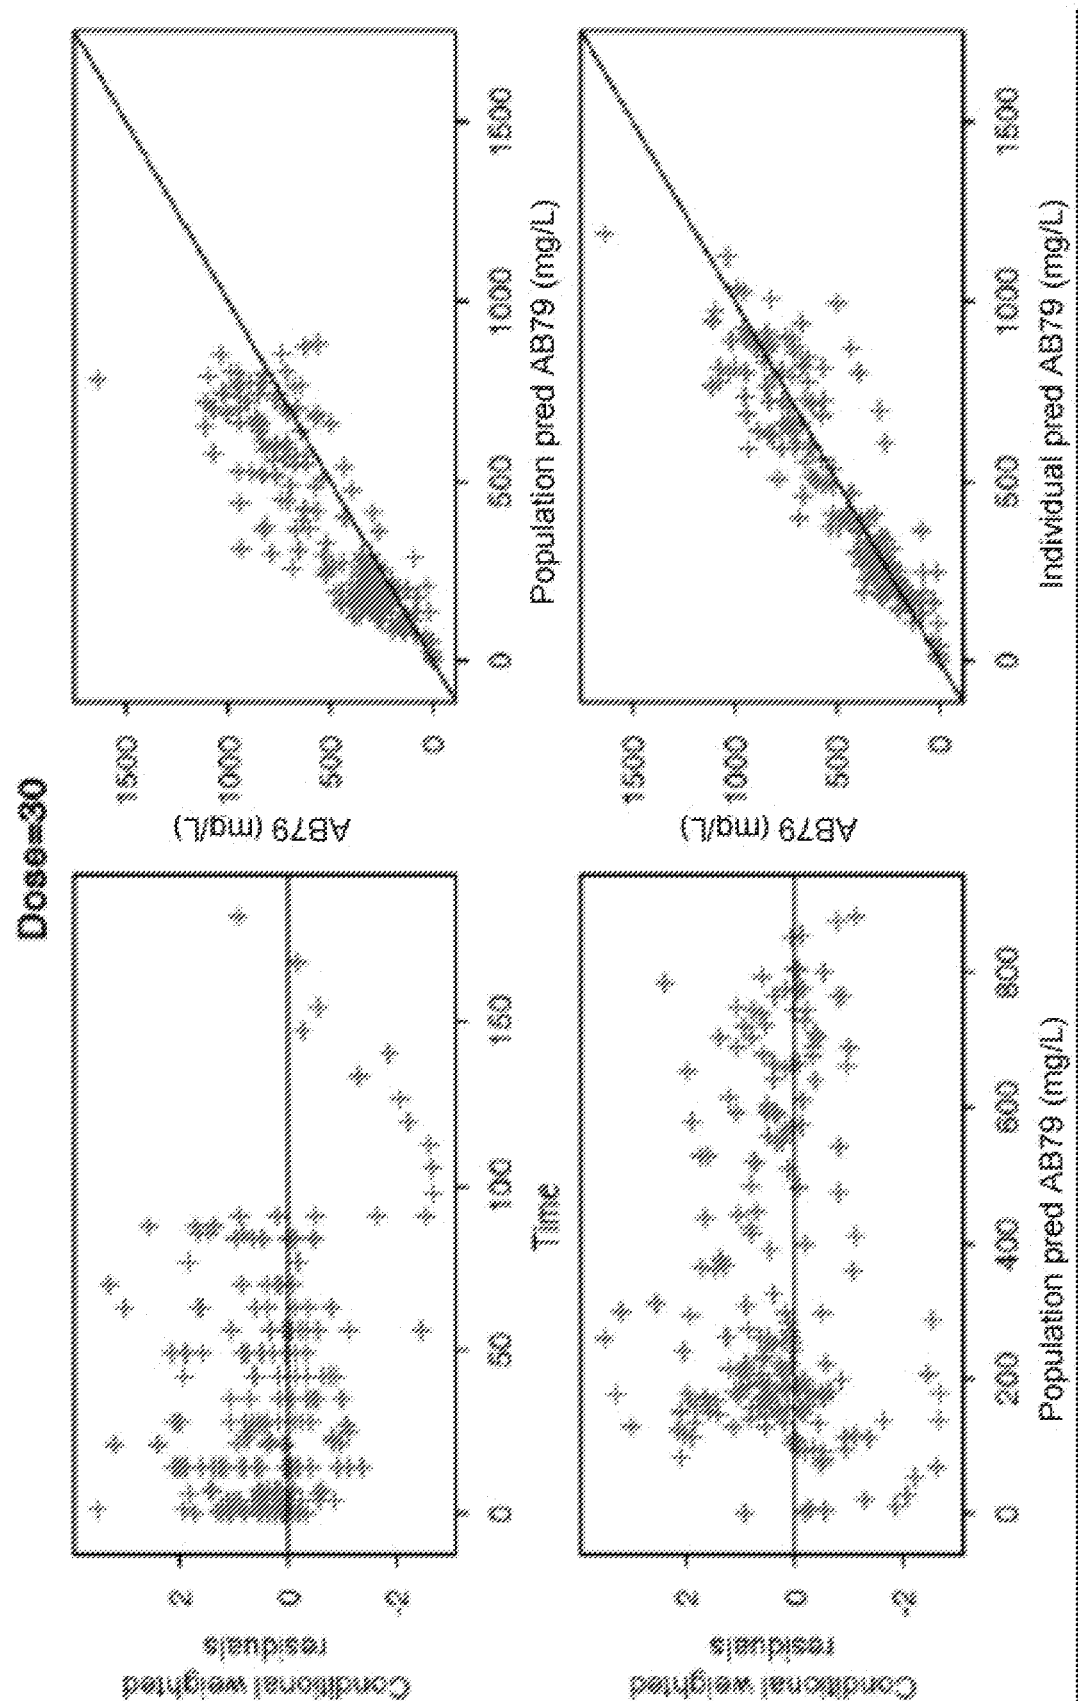 Dose=30
Conditional weighted
residuals
2
0
-2
0
50
100
150
Time
AB79 (mg/L)
1500
1000
500
0
0
500
1000
1500
Population pred AB79 (mg/L)
Conditional weighted
residuals
2
0
-2
0
200
400
600
800
Population pred AB79 (mg/L)
AB79 (mg/L)
1500
1000
500
0
0
500
1000
1500
Individual pred AB79 (mg/L)